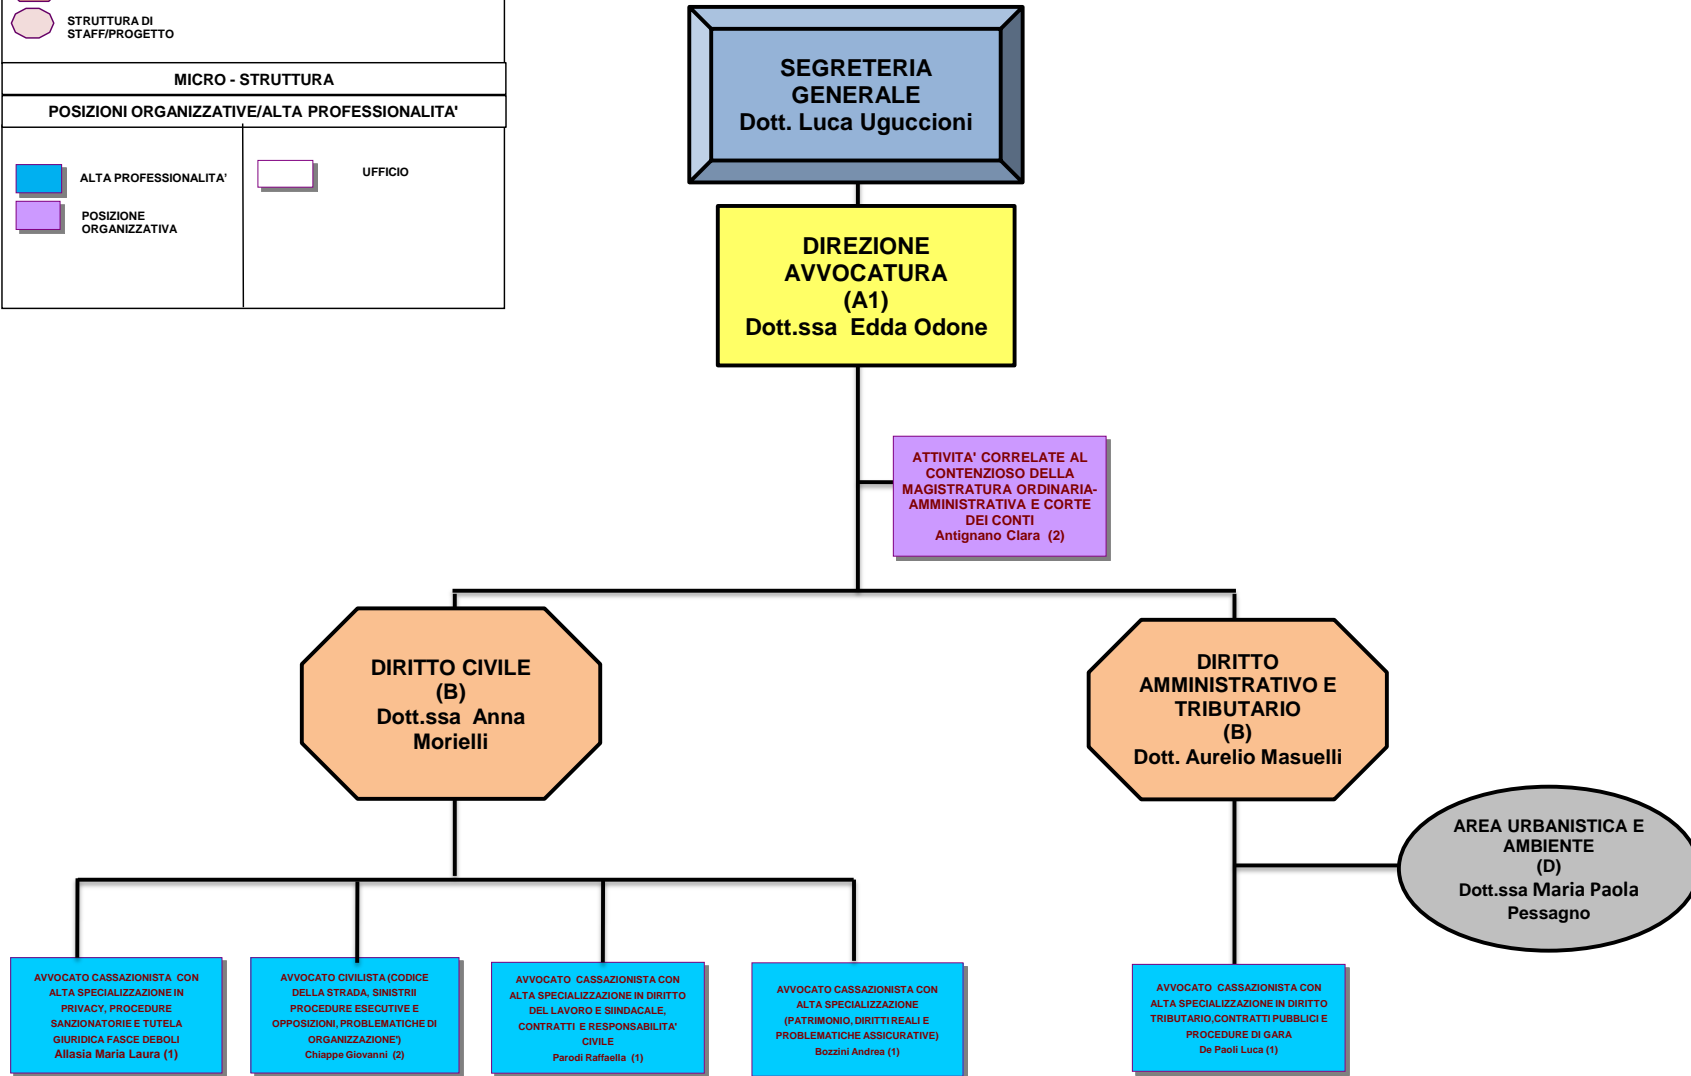 STRUTTURA DI
STAFF/PROGETTO
MICRO - STRUTTURA
POSIZIONI ORGANIZZATIVE/ALTA PROFESSIONALITA'
ALTA PROFESSIONALITA'
UFFICIO
POSIZIONE
ORGANIZZATIVA
SEGRETERIA
GENERALE
Dott. Luca Uguccioni
DIREZIONE
AVVOCATURA
(A1)
Dott.ssa Edda Odone
ATTIVITA' CORRELATE AL
CONTENZIOSO DELLA
MAGISTRATURA ORDINARIA-
AMMINISTRATIVA E CORTE
DEI CONTI
Antignano Clara (2)
DIRITTO CIVILE
(B)
Dott.ssa Anna
Morielli
DIRITTO
AMMINISTRATIVO E
TRIBUTARIO
(B)
Dott. Aurelio Masuelli
AREA URBANISTICA E
AMBIENTE
(D)
Dott.ssa Maria Paola
Pessagno
AVVOCATO CASSAZIONISTA CON
ALTA SPECIALIZZAZIONE IN
PRIVACY, PROCEDURE
SANZIONATORIE E TUTELA
GIURIDICA FASCE DEBOLI
Allasia Maria Laura (1)
AVVOCATO CIVILISTA (CODICE
DELLA STRADA, SINISTRII
PROCEDURE ESECUTIVE E
OPPOSIZIONI, PROBLEMATICHE DI
ORGANIZZAZIONE')
Chiappe Giovanni (2)
AVVOCATO CASSAZIONISTA CON
ALTA SPECIALIZZAZIONE IN DIRITTO
DEL LAVORO E SIINDACALE,
CONTRATTI E RESPONSABILITA'
CIVILE
Parodi Raffaella (1)
AVVOCATO CASSAZIONISTA CON
ALTA SPECIALIZZAZIONE
(PATRIMONIO, DIRITTI REALI E
PROBLEMATICHE ASSICURATIVE)
Bozzini Andrea (1)
AVVOCATO CASSAZIONISTA CON
ALTA SPECIALIZZAZIONE IN DIRITTO
TRIBUTARIO,CONTRATTI PUBBLICI E
PROCEDURE DI GARA
De Paoli Luca (1)